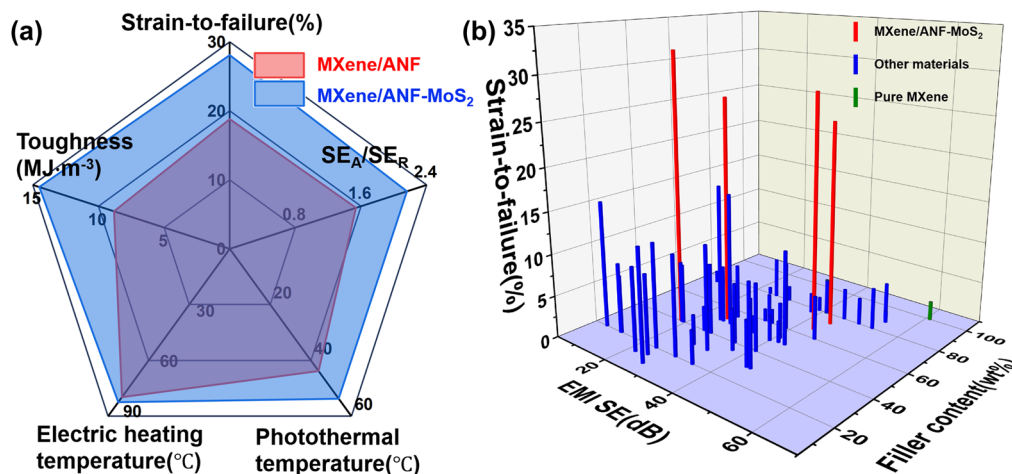 (a)
Strain-to-failure(%)
30
MXene/ANF
MXene/ANF-MoS₂
20
10
0
Toughness
(MJ·m⁻³)
15
10
5
SE_A/SE_R
2.4
1.6
0.8
30
60
90
20
40
60
Electric heating
temperature(℃)
Photothermal
temperature(℃)
(b)
MXene/ANF-MoS₂
Other materials
Pure MXene
Strain-to-failure(%)
35
30
25
20
15
10
5
0
20
40
60
EMI SE(dB)
20
40
60
80
100
Filler content(wt%)